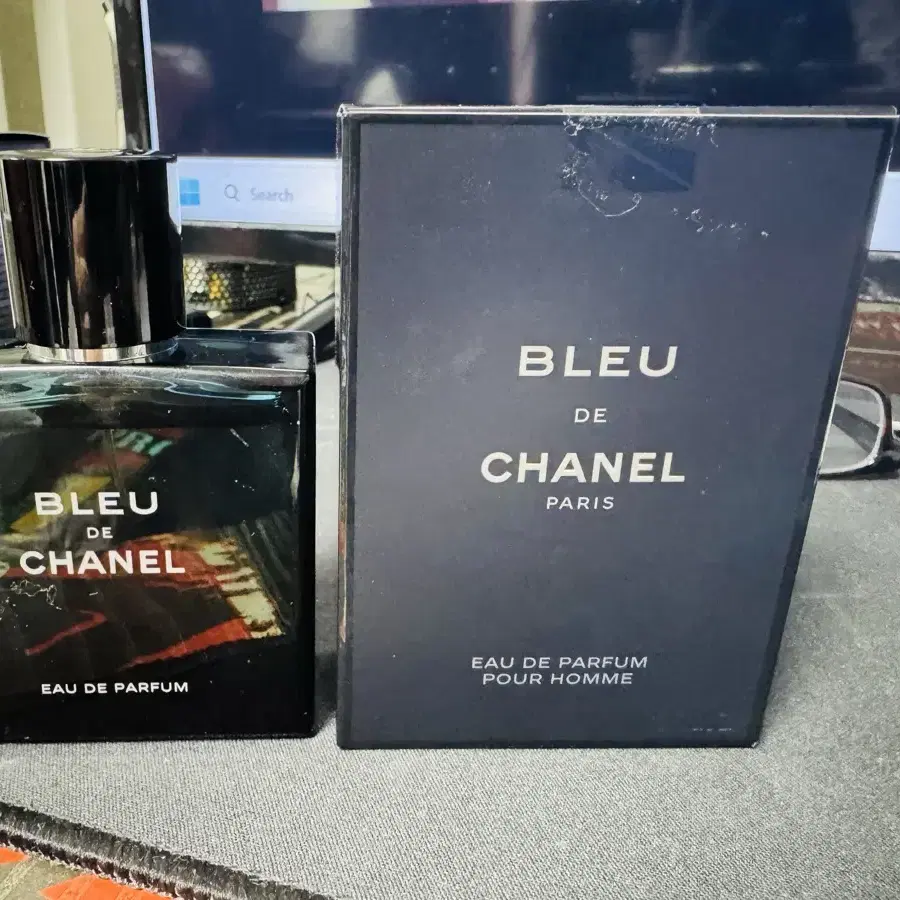 Search
BLEU
DE
CHANEL
EAU DE PARFUM
BLEU
DE
CHANEL
PARIS
EAU DE PARFUM
POUR HOMME